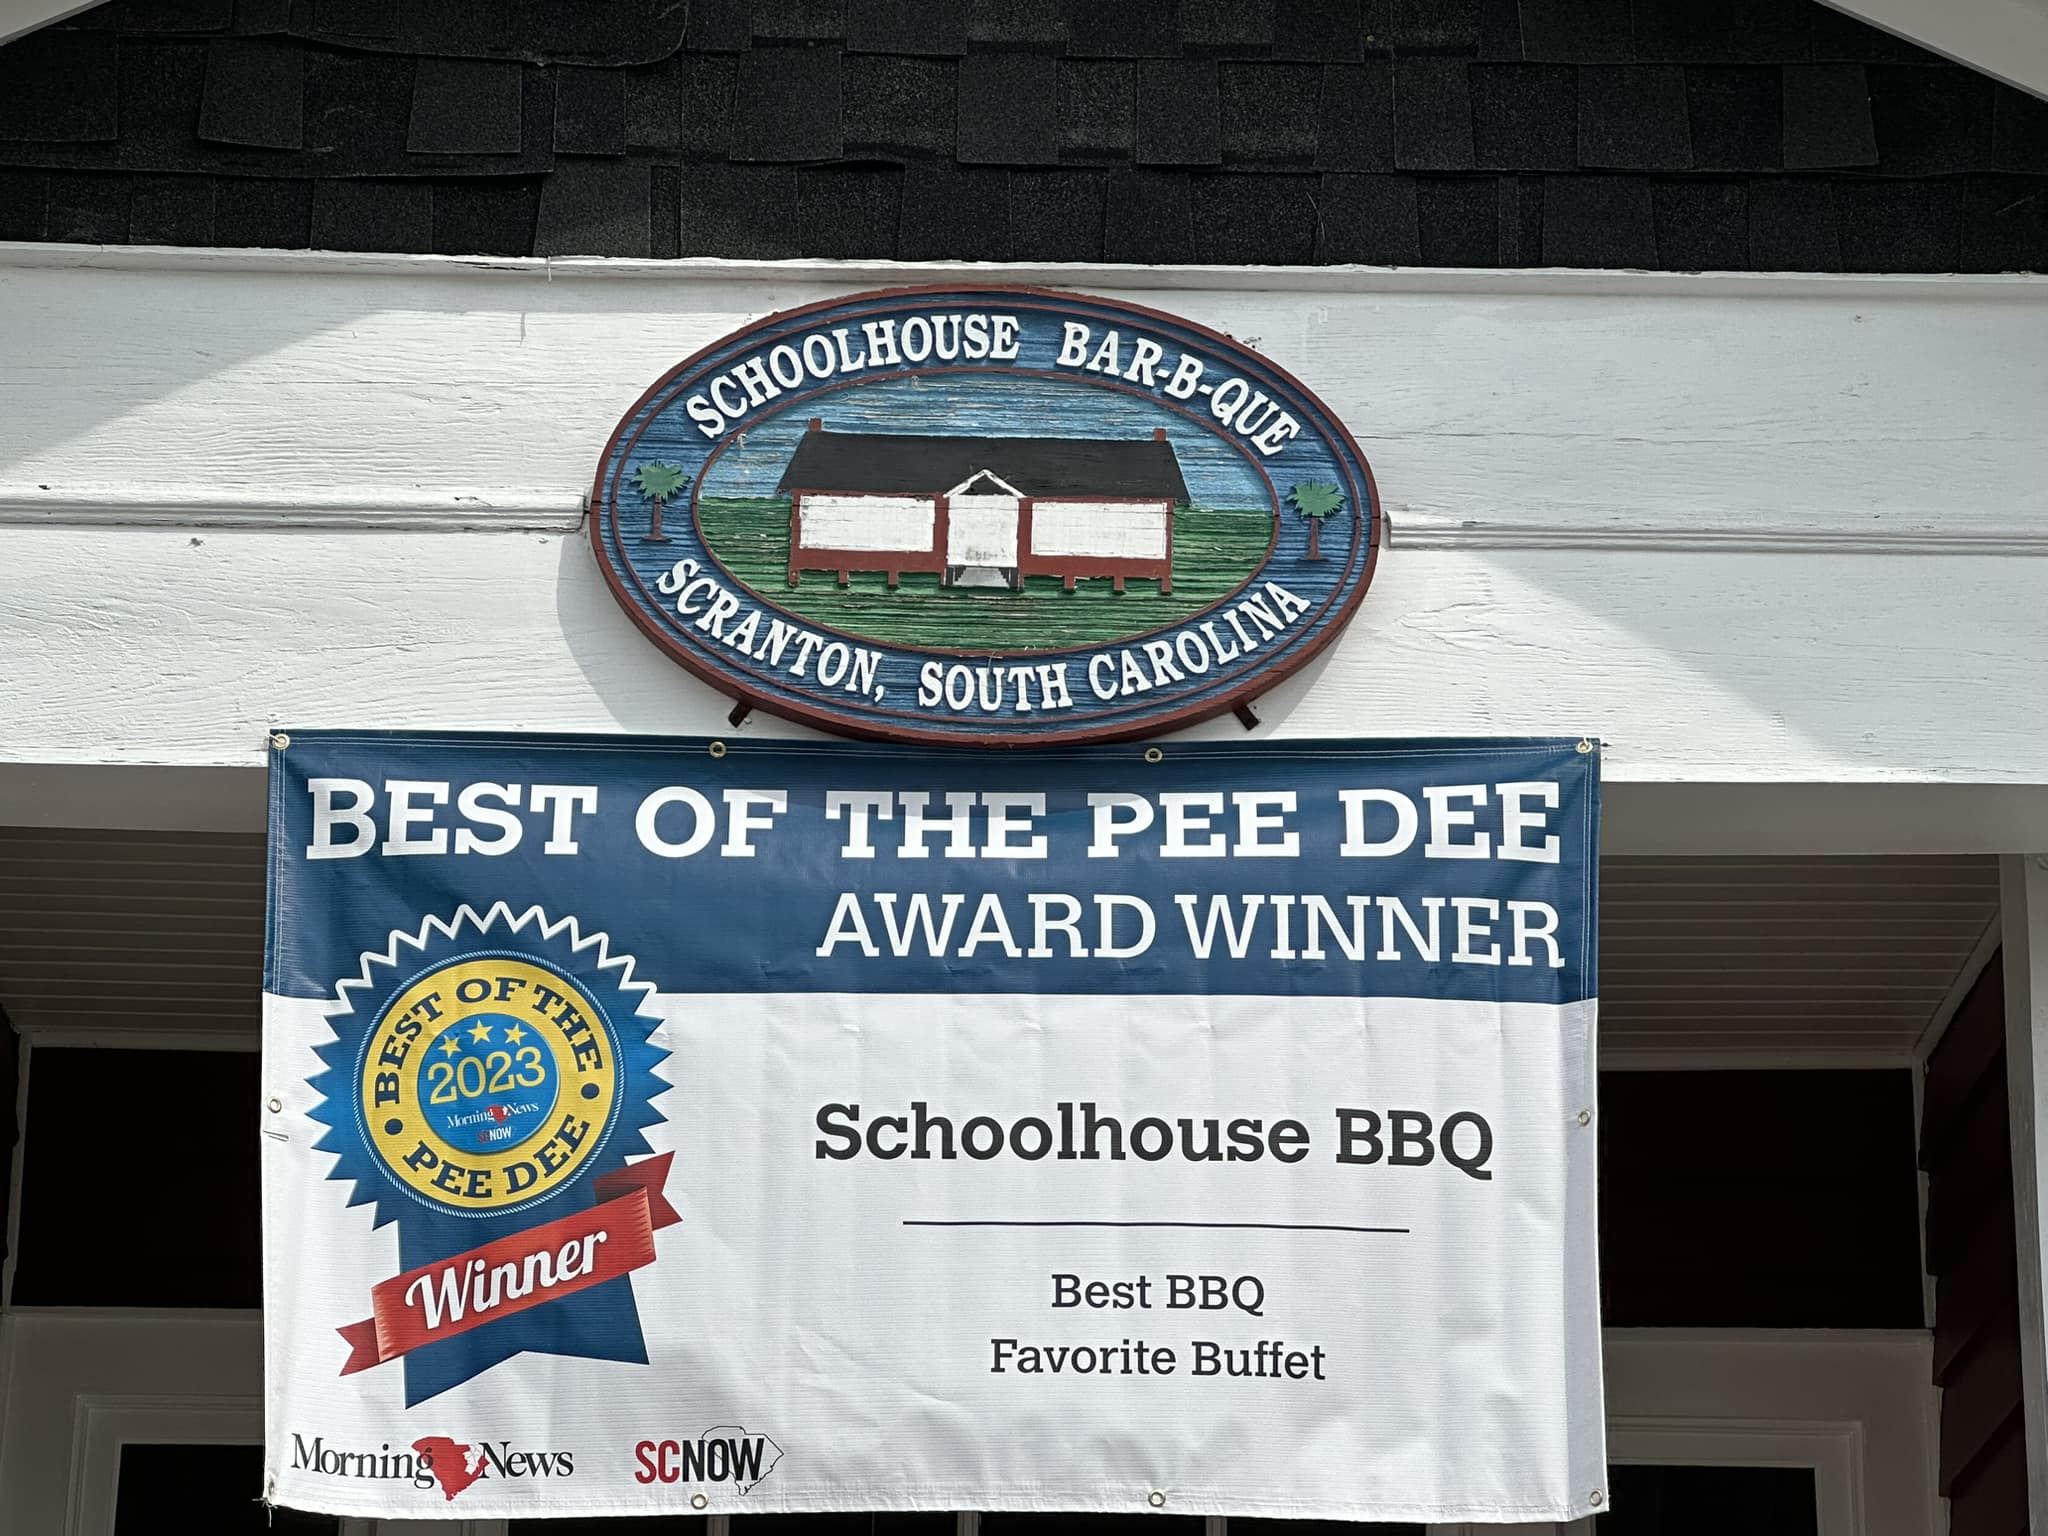 SCHOOLHOUSE BAR-B-QUE
SCRANTON, SOUTH CAROLINA
BEST OF THE PEE DEE
AWARD WINNER
BEST OF THE
2023
Morning News
SCNOW
PEE DEE
Winner
Schoolhouse BBQ
Best BBQ
Favorite Buffet
Morning News
SCNOW